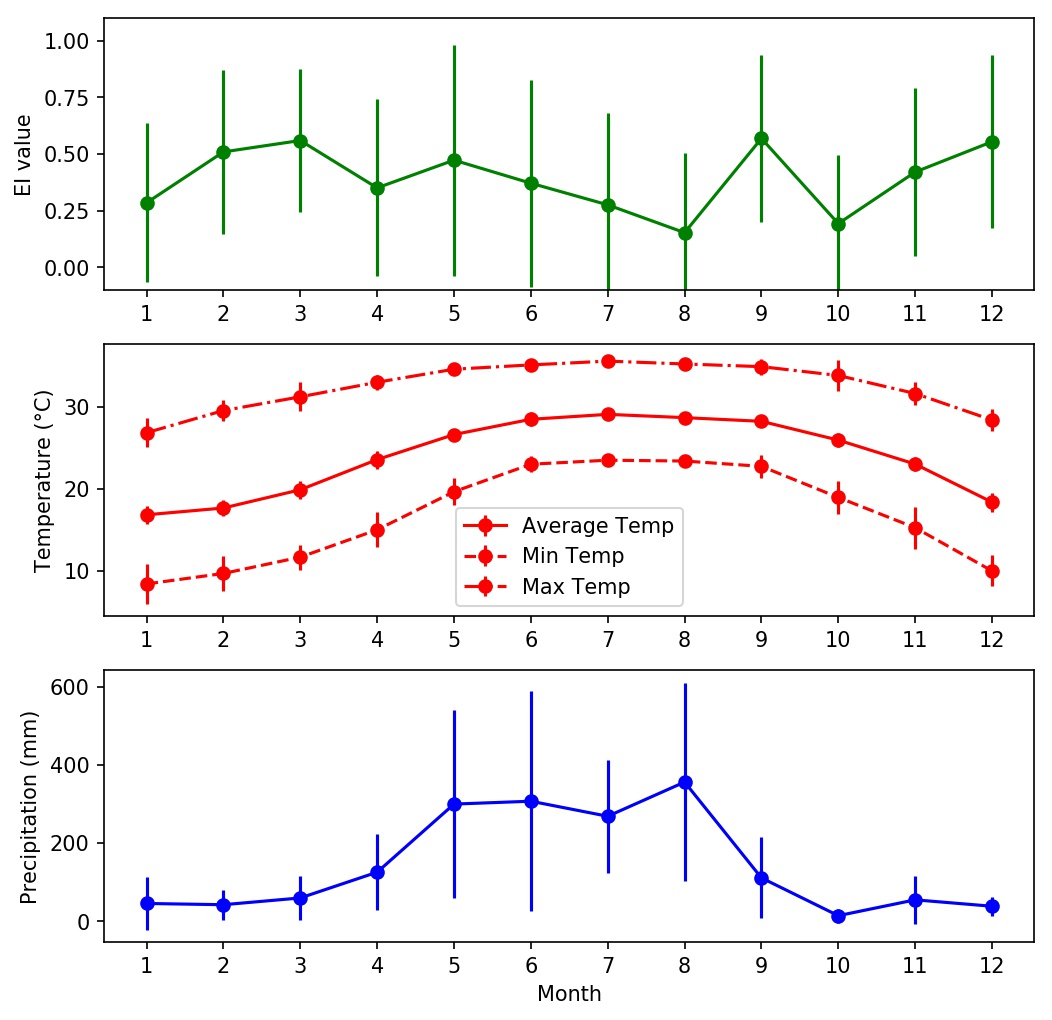 1.00
0.75
0.50
0.25
0.00
EI value
1 2 3 4 5 6 7 8 9 10 11 12
30
20
10
Temperature (°C)
Average Temp
Min Temp
Max Temp
1 2 3 4 5 6 7 8 9 10 11 12
600
400
200
0
Precipitation (mm)
1 2 3 4 5 6 7 8 9 10 11 12
Month